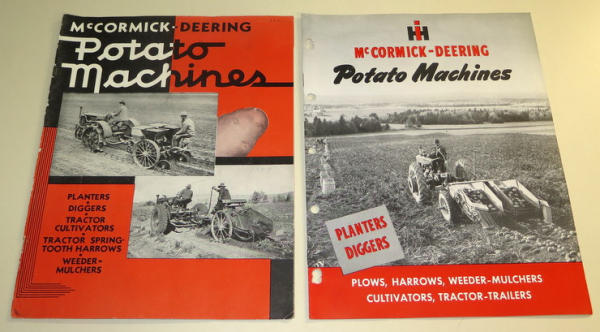 McCORMICK-DEERING
Potato
Machines
PLANTERS
DIGGERS
TRACTOR
CULTIVATORS
TRACTOR SPRING-
TOOTH HARROWS
WEEDER-
MULCHERS
IH
McCORMICK-DEERING
Potato Machines
PLANTERS
DIGGERS
PLOWS, HARROWS, WEEDER-MULCHERS
CULTIVATORS, TRACTOR-TRAILERS